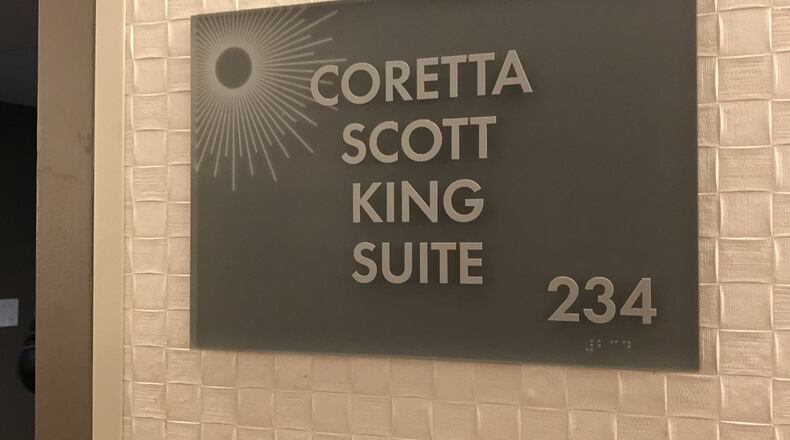 CORETTA
SCOTT
KING
SUITE
234